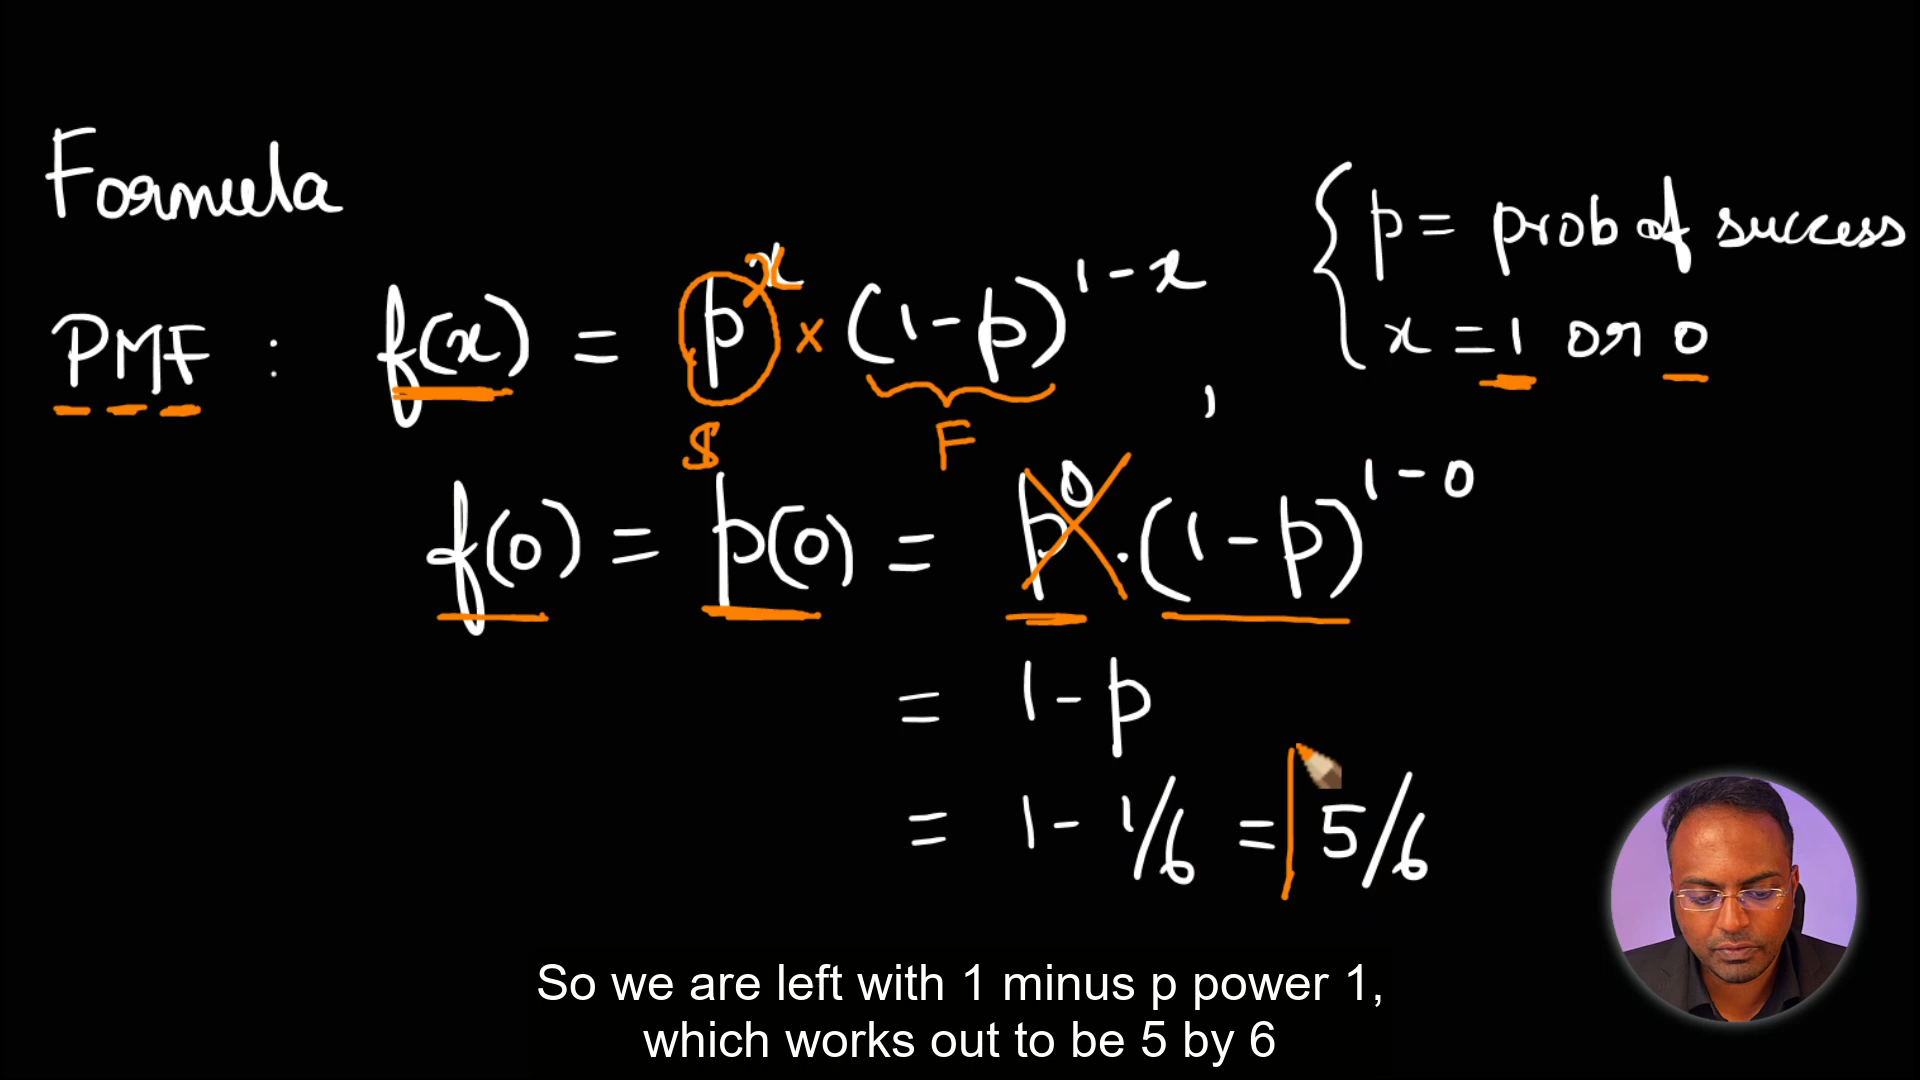 Formula
PMF : f(x) = p^x × (1-p)^{1-x} , { p = prob of success
x = 1 or 0
S F
f(0) = p(0) = p^0 . (1-p)^{1-0}
= 1-p
= 1 - 1/6 = 5/6
So we are left with 1 minus p power 1,
which works out to be 5 by 6